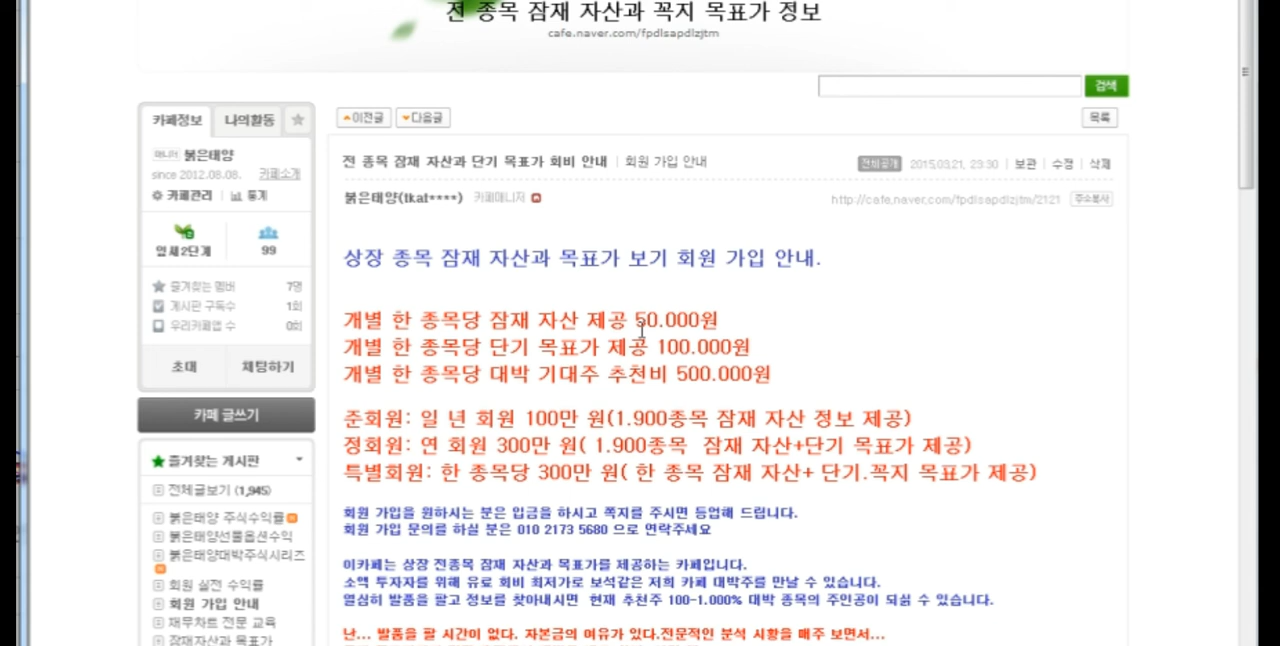 전 종목 잠재 자산과 꼭지 목표가 정보
cafe.naver.com/fpdlsapdlzjtm
검색
카페정보 나의활동
이전글 다음글 목록
매니저 붉은태양
since 2012.08.08. 카페소개
카페관리 통계
잎새2단계 99
즐겨찾는 멤버 7명
게시판 구독수 1회
우리카페앱 수 0회
초대 채팅하기
카페 글쓰기
즐겨찾는 게시판
전체글보기 (1,945)
붉은태양 주식수익률
붉은태양선물옵션수익
붉은태양대박주식시리즈
회원 실전 수익률
회원 가입 안내
재무차트 전문 교육
잠재자산과 목표가
전 종목 잠재 자산과 단기 목표가 회비 안내 | 회원 가입 안내
전체공개 2015.03.21. 23:30 | 보관 | 수정 | 삭제
붉은태양(tkat****) 카페매니저
http://cafe.naver.com/fpdlsapdlzjtm/2121 주소복사
상장 종목 잠재 자산과 목표가 보기 회원 가입 안내.
개별 한 종목당 잠재 자산 제공 50.000원
개별 한 종목당 단기 목표가 제공 100.000원
개별 한 종목당 대박 기대주 추천비 500.000원
준회원: 일 년 회원 100만 원(1.900종목 잠재 자산 정보 제공)
정회원: 연 회원 300만 원( 1.900종목 잠재 자산+단기 목표가 제공)
특별회원: 한 종목당 300만 원( 한 종목 잠재 자산+ 단기.꼭지 목표가 제공)
회원 가입을 원하시는 분은 입금을 하시고 쪽지를 주시면 등업해 드립니다.
회원 가입 문의를 하실 분은 010 2173 5680 으로 연락주세요
이카페는 상장 전종목 잠재 자산과 목표가를 제공하는 카페입니다.
소액 투자자를 위해 유료 회비 최저가로 보석같은 저희 카페 대박주를 만날 수 있습니다.
열심히 발품을 팔고 정보를 찾아내시면 현재 추천주 100-1.000% 대박 종목의 주인공이 되실 수 있습니다.
난... 발품을 팔 시간이 없다. 자본금의 여유가 있다.전문적인 분석 시황을 매주 보면서...